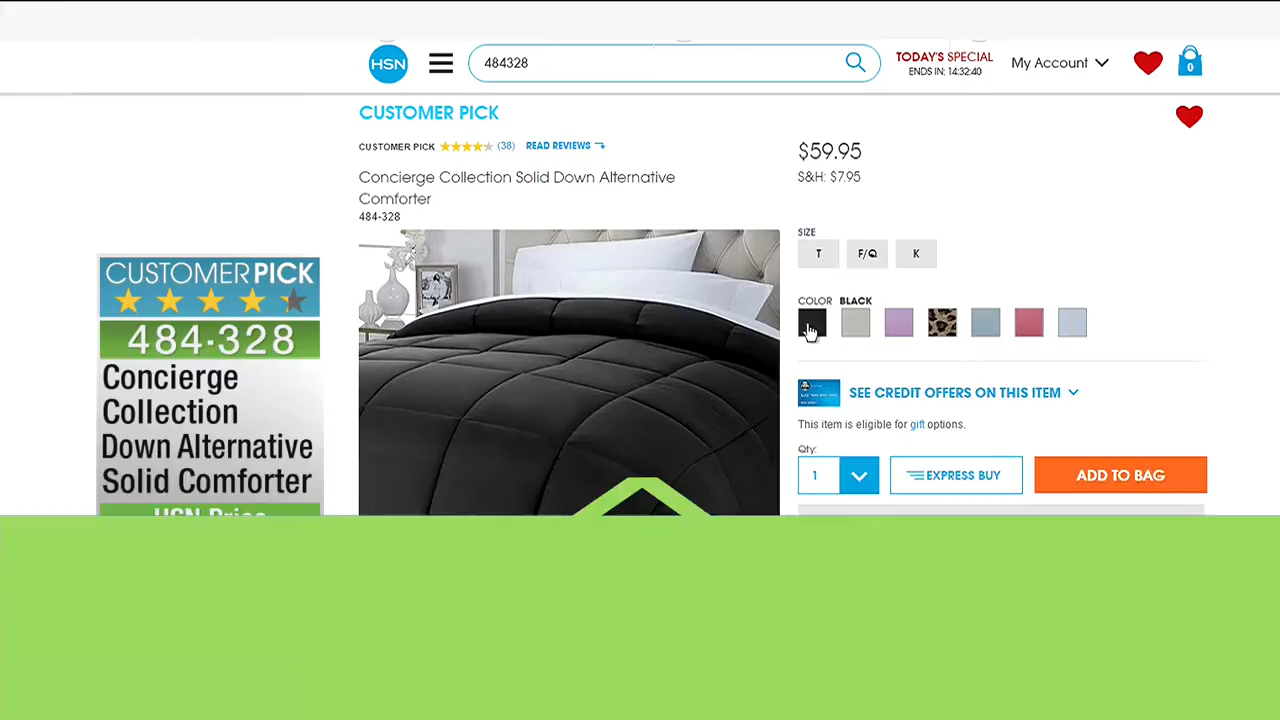 HSN
484328
TODAY'S SPECIAL
ENDS IN: 14:32:40
My Account
0
CUSTOMER PICK
CUSTOMER PICK (38) READ REVIEWS
Concierge Collection Solid Down Alternative
Comforter
484-328
$59.95
S&H: $7.95
SIZE
T F/Q K
COLOR BLACK
SEE CREDIT OFFERS ON THIS ITEM
This item is eligible for gift options.
Qty:
1 EXPRESS BUY ADD TO BAG
CUSTOMER PICK
484·328
Concierge
Collection
Down Alternative
Solid Comforter
HSN Price